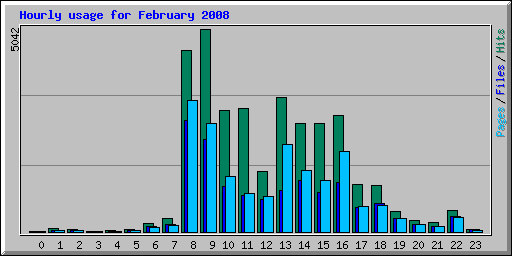 Hourly usage for February 2008
5042
Pages / Files / Hits
0 1 2 3 4 5 6 7 8 9 10 11 12 13 14 15 16 17 18 19 20 21 22 23